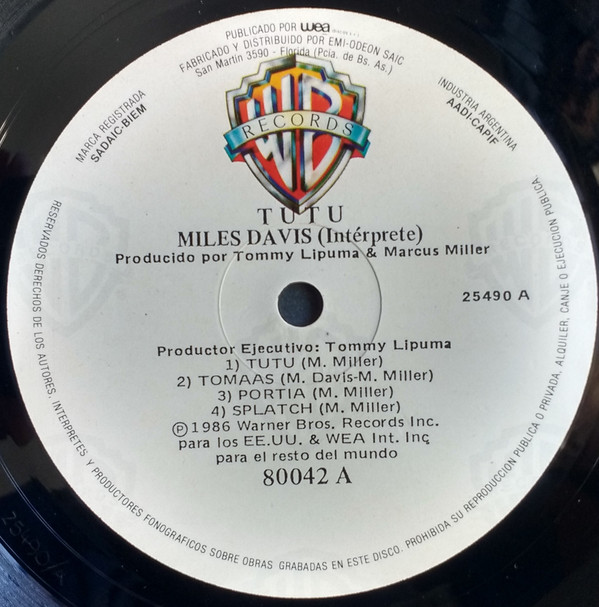 PUBLICADO POR wea
FABRICADO Y DISTRIBUIDO POR EMI-ODEON SAIC
San Martín 3590 - Florida (Pcia. de Bs. As.)
MARCA REGISTRADA
SADAIC-BIEM
INDUSTRIA ARGENTINA
AADI-CAPIF
WB
RECORDS
TUTU
MILES DAVIS (Intérprete)
Producido por Tommy Lipuma & Marcus Miller
25490 A
Productor Ejecutivo: Tommy Lipuma
1) TUTU (M. Miller)
2) TOMAAS (M. Davis-M. Miller)
3) PORTIA (M. Miller)
4) SPLATCH (M. Miller)
Ⓟ 1986 Warner Bros. Records Inc.
para los EE.UU. & WEA Int. Inc
para el resto del mundo
80042 A
RESERVADOS DERECHOS DE LOS AUTORES, INTERPRETES Y PRODUCTORES FONOGRAFICOS SOBRE OBRAS GRABADAS EN ESTE DISCO. PROHIBIDA SU REPRODUCCION PUBLICA O PRIVADA, ALQUILER, CANJE O EJECUCION PUBLICA.
25490/A